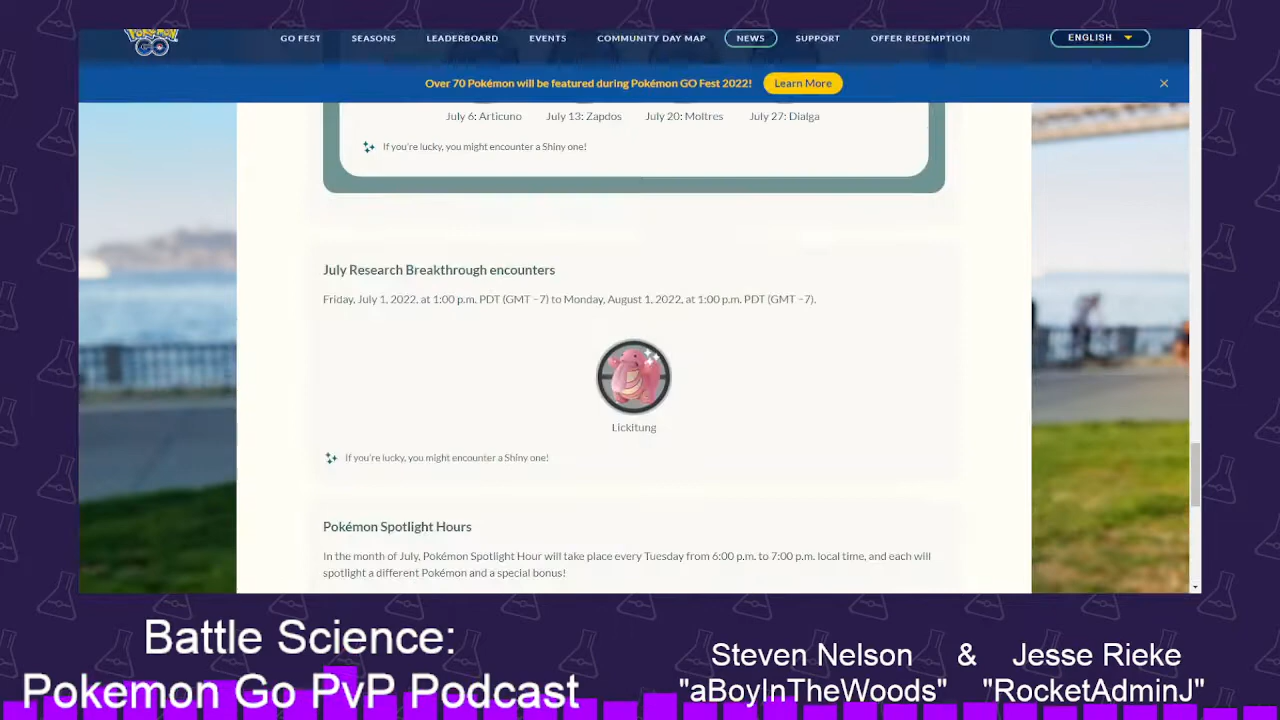 POKÉMON
GO
GO FEST SEASONS LEADERBOARD EVENTS COMMUNITY DAY MAP NEWS SUPPORT OFFER REDEMPTION ENGLISH
Over 70 Pokémon will be featured during Pokémon GO Fest 2022! Learn More
July 6: Articuno July 13: Zapdos July 20: Moltres July 27: Dialga
If you're lucky, you might encounter a Shiny one!
July Research Breakthrough encounters
Friday, July 1, 2022, at 1:00 p.m. PDT (GMT −7) to Monday, August 1, 2022, at 1:00 p.m. PDT (GMT −7).
Lickitung
If you're lucky, you might encounter a Shiny one!
Pokémon Spotlight Hours
In the month of July, Pokémon Spotlight Hour will take place every Tuesday from 6:00 p.m. to 7:00 p.m. local time, and each will
spotlight a different Pokémon and a special bonus!
Battle Science:
Pokemon Go PvP Podcast
Steven Nelson & Jesse Rieke
"aBoyInTheWoods" "RocketAdminJ"